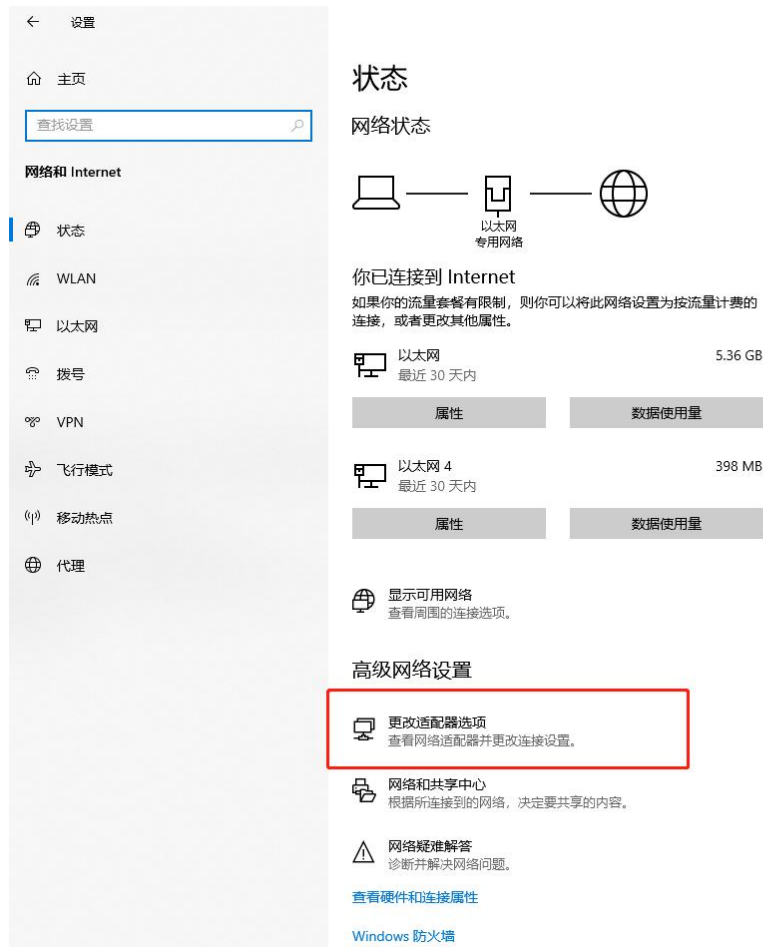 设置
主页
查找设置
网络和 Internet
状态
WLAN
以太网
拨号
VPN
飞行模式
移动热点
代理
状态
网络状态
以太网
专用网络
你已连接到 Internet
如果你的流量套餐有限制，则你可以将此网络设置为按流量计费的
连接，或者更改其他属性。
以太网
5.36 GB
最近 30 天内
属性
数据使用量
以太网 4
398 MB
最近 30 天内
属性
数据使用量
显示可用网络
查看周围的连接选项。
高级网络设置
更改适配器选项
查看网络适配器并更改连接设置。
网络和共享中心
根据所连接到的网络，决定要共享的内容。
网络疑难解答
诊断并解决网络问题。
查看硬件和连接属性
Windows 防火墙